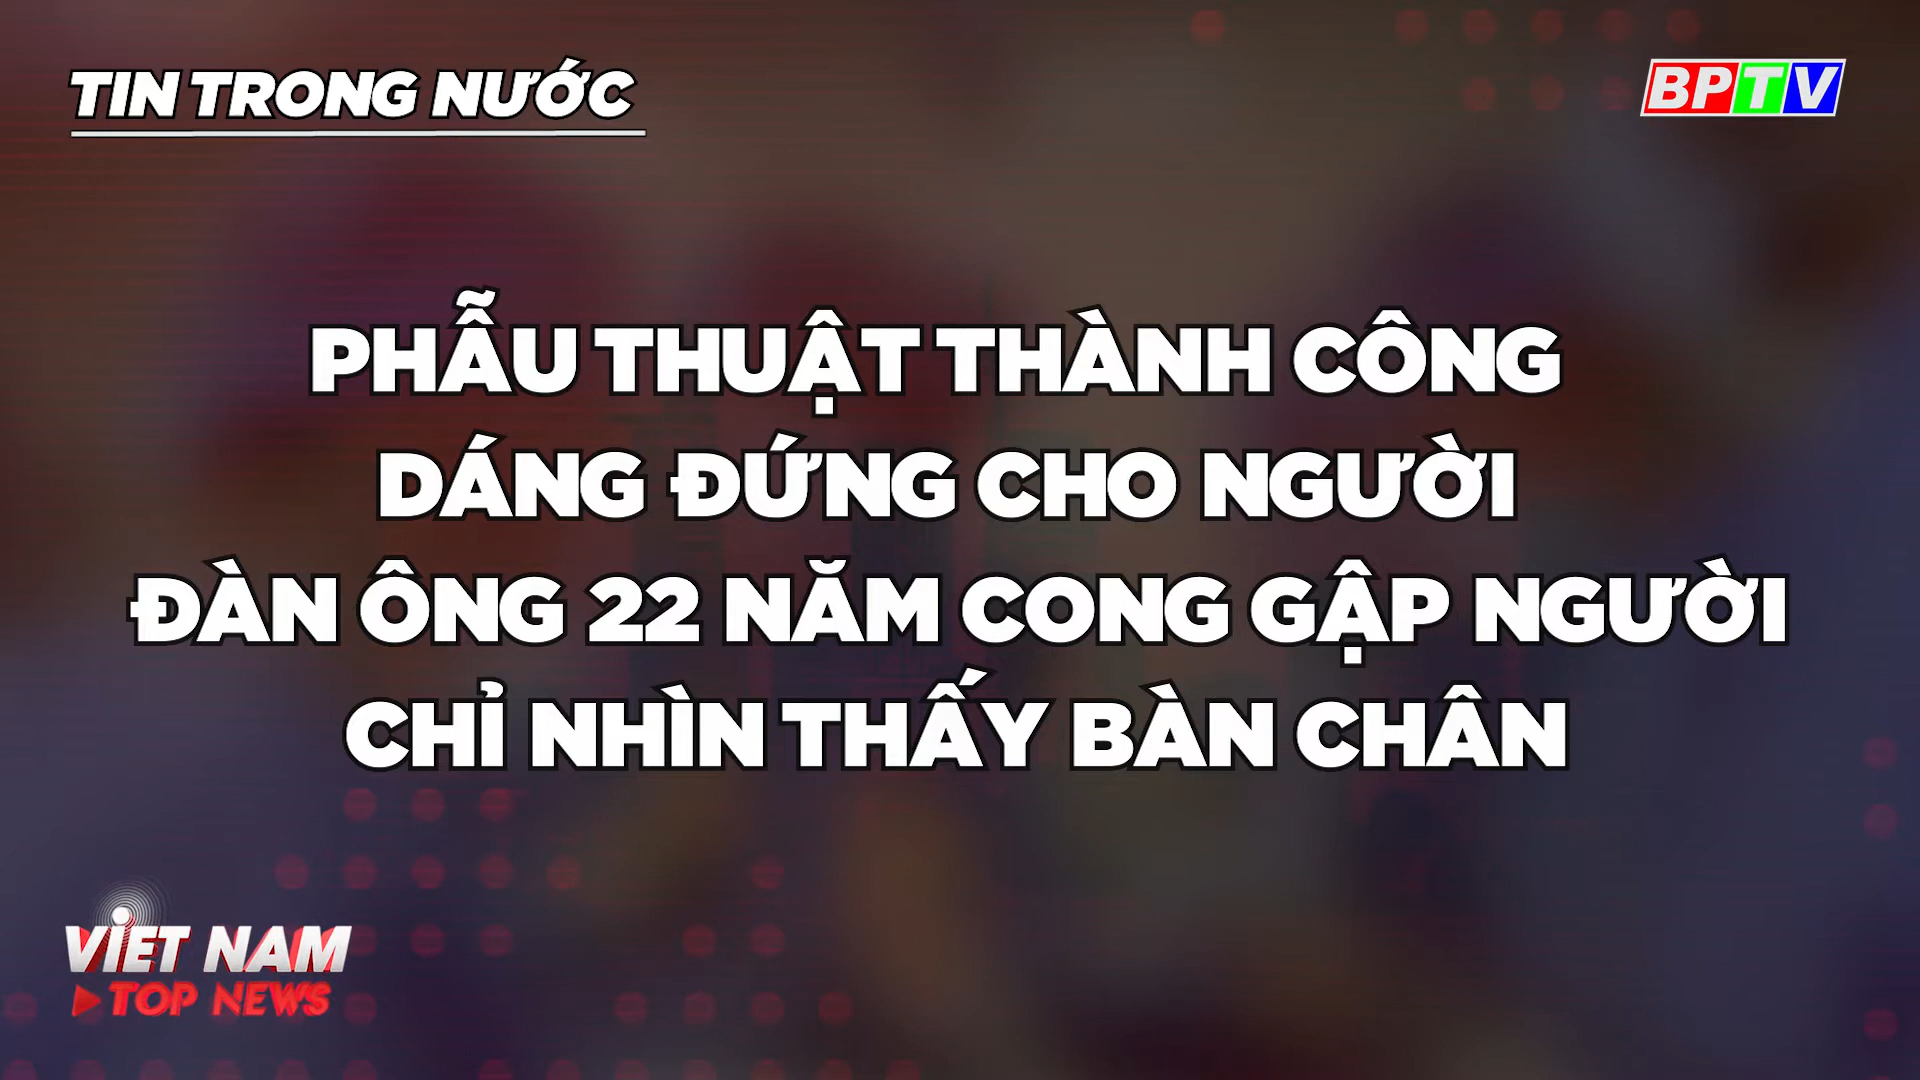 TIN TRONG NƯỚC
BPTV
PHẪU THUẬT THÀNH CÔNG
DÁNG ĐỨNG CHO NGƯỜI
ĐÀN ÔNG 22 NĂM CONG GẬP NGƯỜI
CHỈ NHÌN THẤY BÀN CHÂN
VIET NAM
TOP NEWS